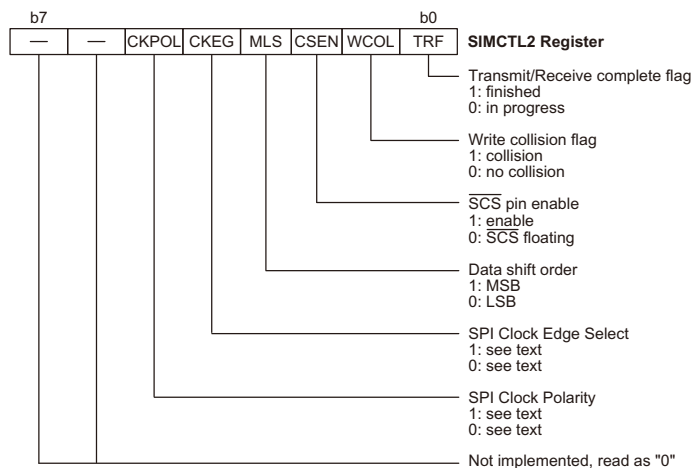 b7 b0
— — CKPOL CKEG MLS CSEN WCOL TRF SIMCTL2 Register
Transmit/Receive complete flag
1: finished
0: in progress
Write collision flag
1: collision
0: no collision
SCS pin enable
1: enable
0: SCS floating
Data shift order
1: MSB
0: LSB
SPI Clock Edge Select
1: see text
0: see text
SPI Clock Polarity
1: see text
0: see text
Not implemented, read as "0"